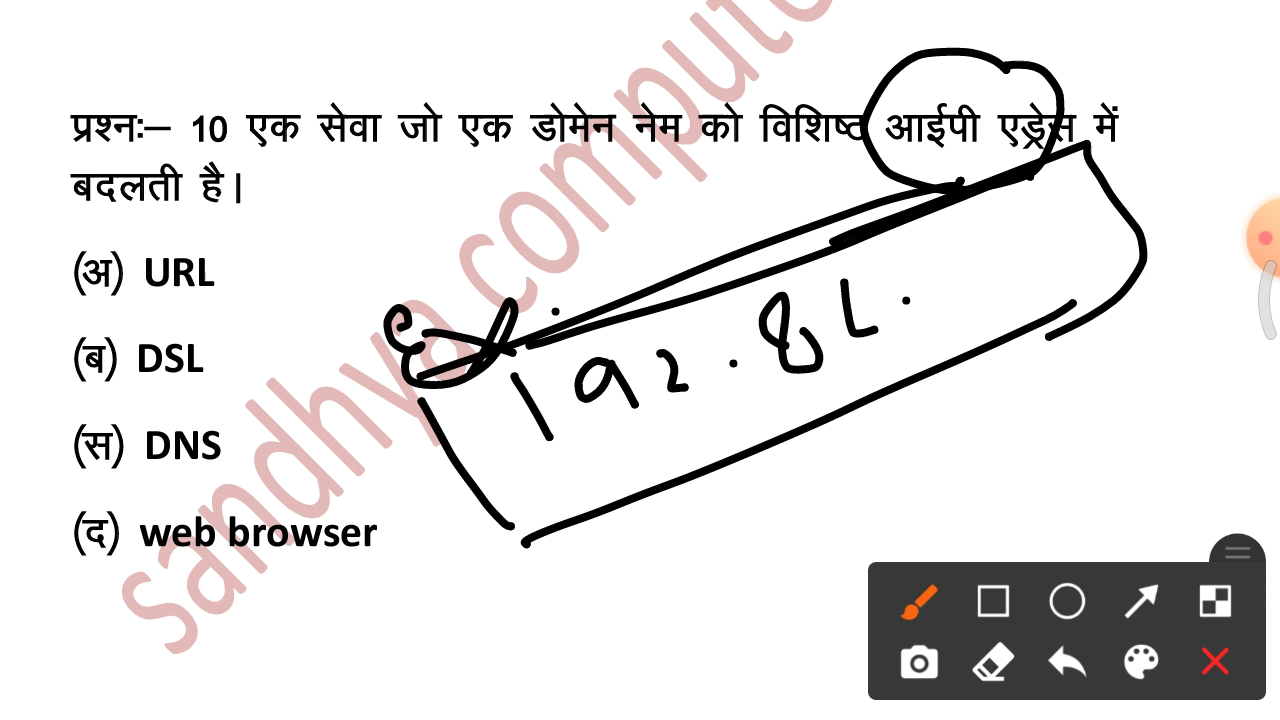 प्रश्नः– 10 एक सेवा जो एक डोमेन नेम को विशिष्ठ आईपी एड्रेस में
बदलती है।
(अ) URL
(ब) DSL
(स) DNS
(द) web browser
sandhya compute
192.8L.